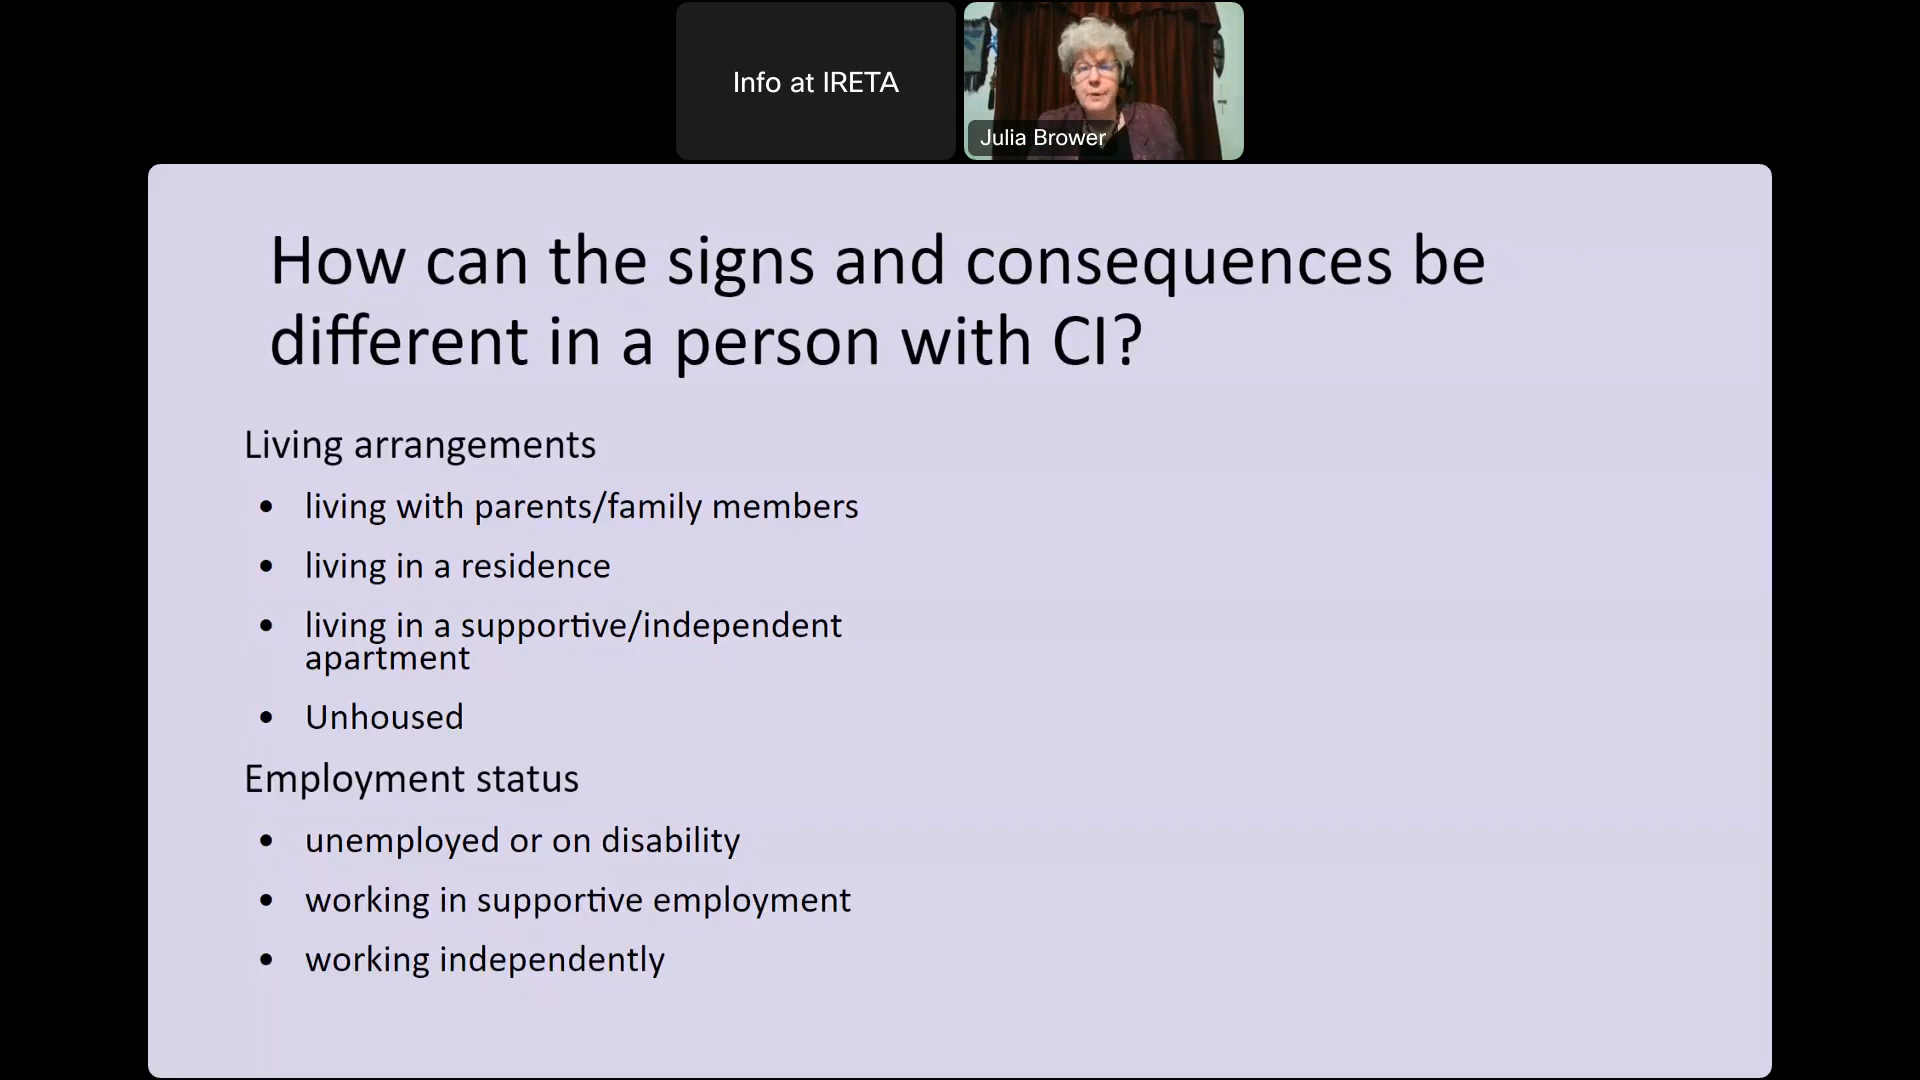 Info at IRETA
Julia Brower
How can the signs and consequences be
different in a person with CI?
Living arrangements
• living with parents/family members
• living in a residence
• living in a supportive/independent
apartment
• Unhoused
Employment status
• unemployed or on disability
• working in supportive employment
• working independently